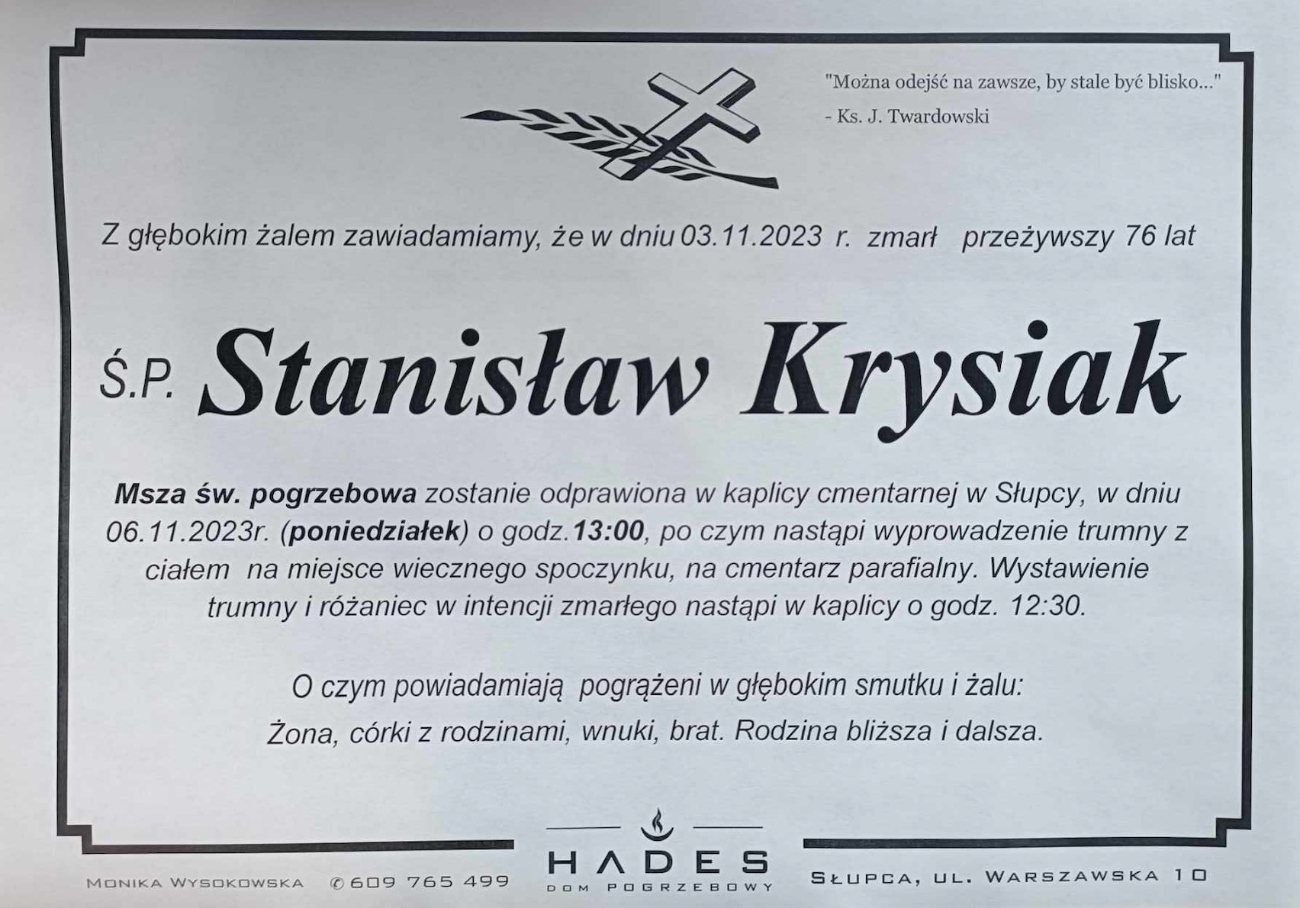 "Można odejść na zawsze, by stale być blisko..."
- Ks. J. Twardowski
Z głębokim żalem zawiadamiamy, że w dniu 03.11.2023 r. zmarł przeżywszy 76 lat
Ś.P. Stanisław Krysiak
Msza św. pogrzebowa zostanie odprawiona w kaplicy cmentarnej w Słupcy, w dniu
06.11.2023r. (poniedziałek) o godz.13:00, po czym nastąpi wyprowadzenie trumny z
ciałem na miejsce wiecznego spoczynku, na cmentarz parafialny. Wystawienie
trumny i różaniec w intencji zmarłego nastąpi w kaplicy o godz. 12:30.
O czym powiadamiają pogrążeni w głębokim smutku i żalu:
Żona, córki z rodzinami, wnuki, brat. Rodzina bliższa i dalsza.
MONIKA WYSOKOWSKA ✆ 609 765 499
HADES
DOM POGRZEBOWY
SŁUPCA, UL. WARSZAWSKA 10